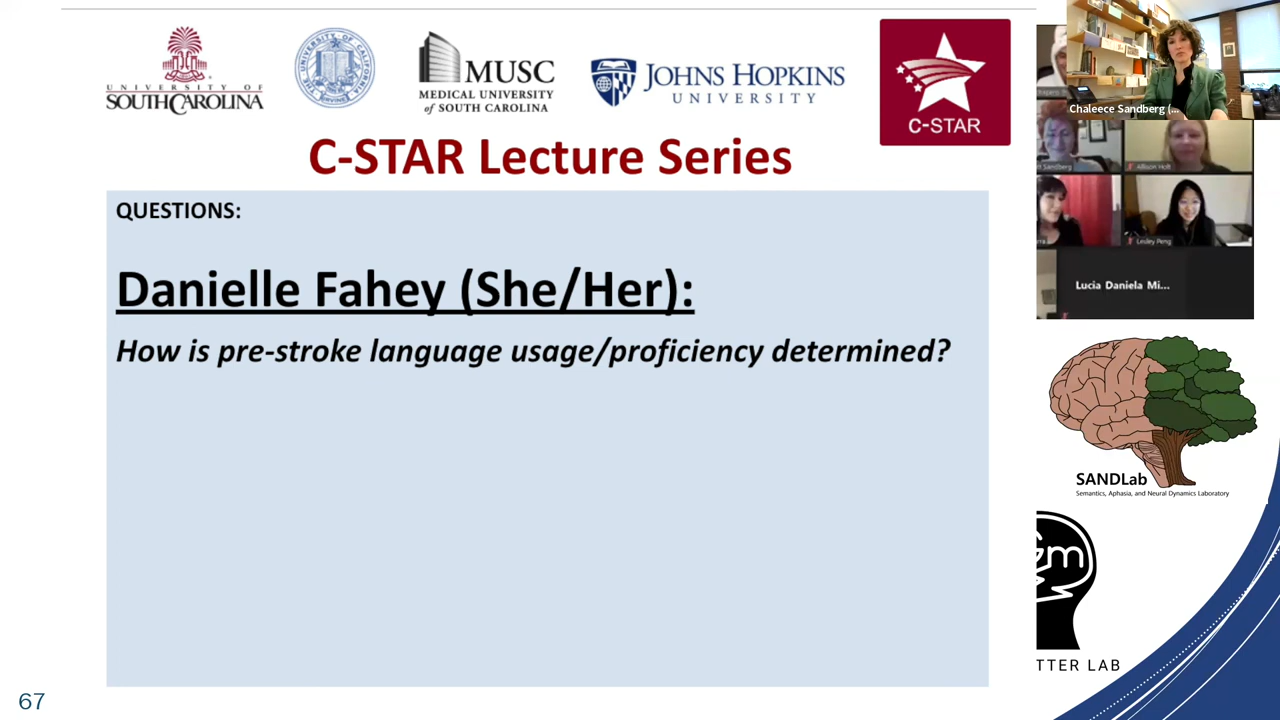 UNIVERSITY OF
SOUTH CAROLINA
MUSC
MEDICAL UNIVERSITY
of SOUTH CAROLINA
JOHNS HOPKINS
UNIVERSITY
C-STAR
C-STAR Lecture Series
QUESTIONS:
Danielle Fahey (She/Her):
How is pre-stroke language usage/proficiency determined?
Chaleece Sandberg (...
Sandberg
Allison Holt
Lesley Peng
Lucia Daniela Mi...
SANDLab
Semantics, Aphasia, and Neural Dynamics Laboratory
TTER LAB
67